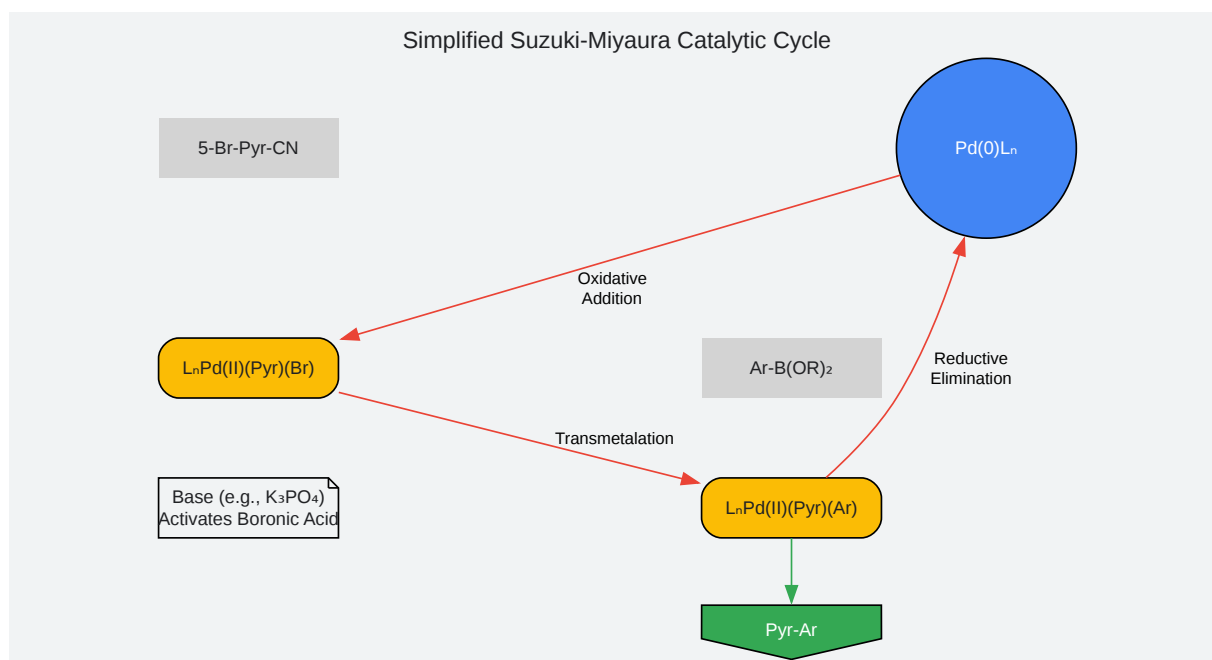 Simplified Suzuki-Miyaura Catalytic Cycle
5-Br-Pyr-CN
Pd(0)Lₙ
Oxidative
Addition
LₙPd(II)(Pyr)(Br)
Ar-B(OR)₂
Reductive
Elimination
Transmetalation
Base (e.g., K₃PO₄)
Activates Boronic Acid
LₙPd(II)(Pyr)(Ar)
Pyr-Ar